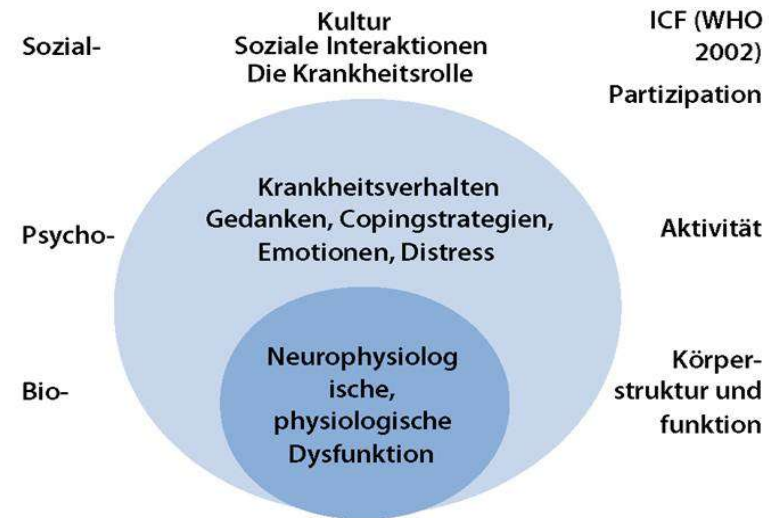 Sozial-
Kultur
Soziale Interaktionen
Die Krankheitsrolle
ICF (WHO
2002)
Partizipation
Psycho-
Krankheitsverhalten
Gedanken, Copingstrategien,
Emotionen, Distress
Aktivität
Bio-
Neurophysiolog
ische,
physiologische
Dysfunktion
Körper-
struktur und
funktion